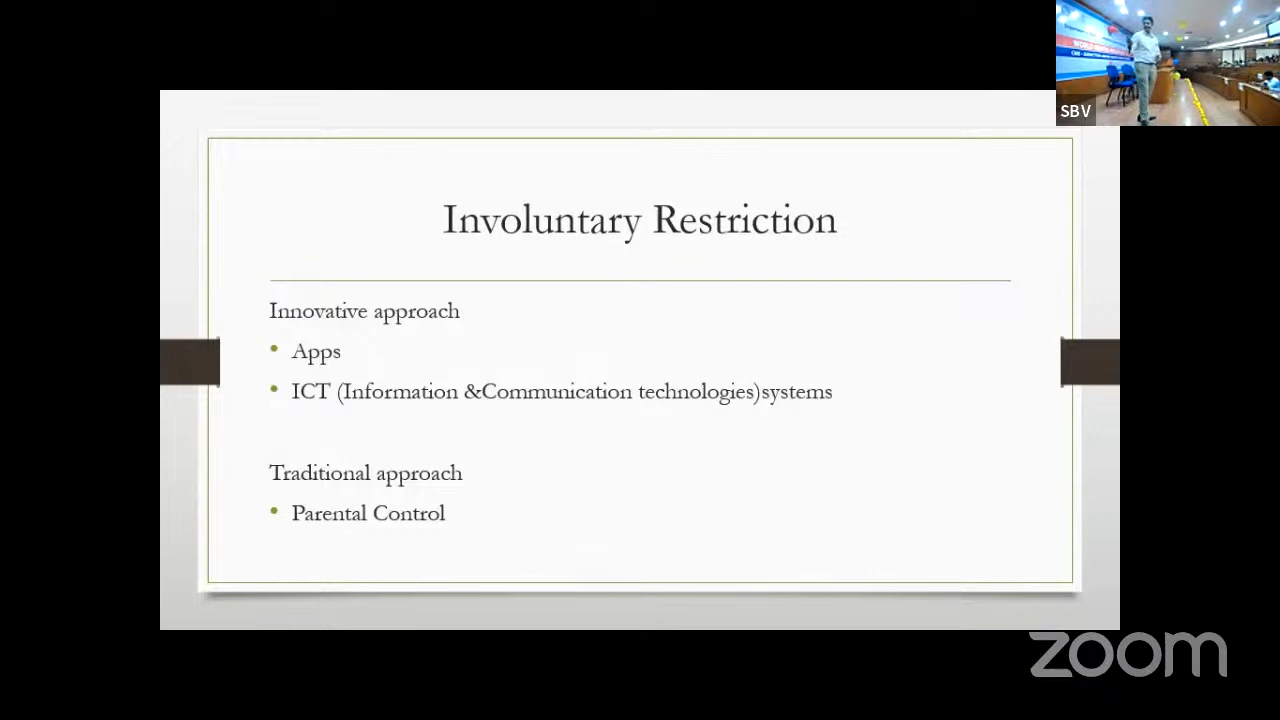 SBV
Involuntary Restriction
Innovative approach
• Apps
• ICT (Information &Communication technologies)systems
Traditional approach
• Parental Control
zoom